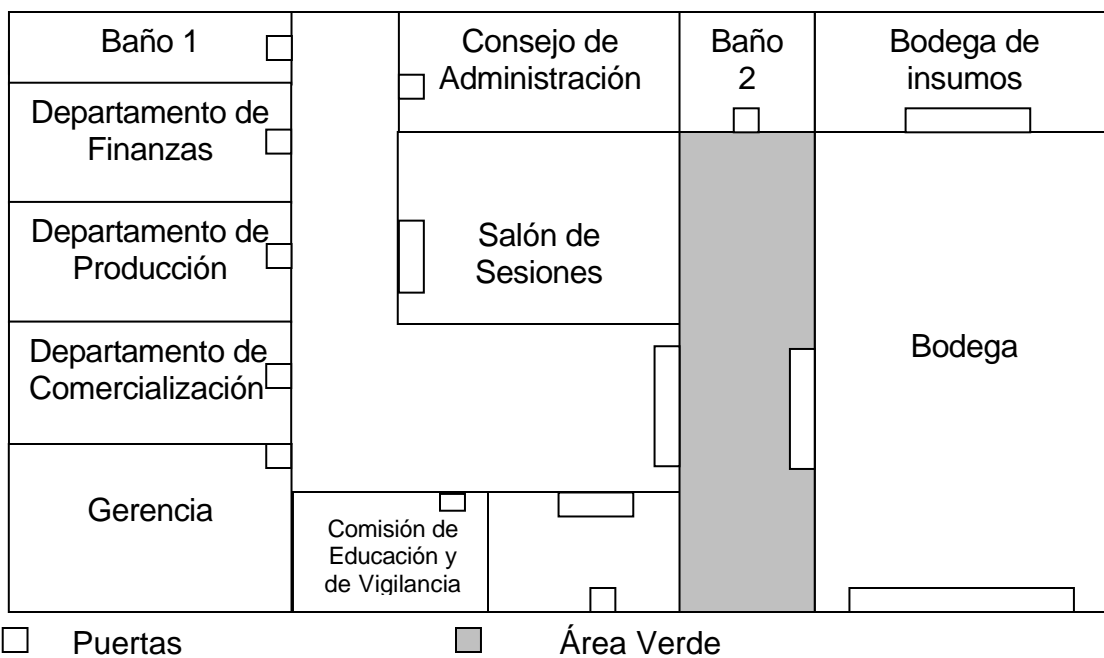 Baño 1
Consejo de
Administración
Baño
2
Bodega de
insumos
Departamento de
Finanzas
Departamento de
Producción
Salón de
Sesiones
Departamento de
Comercialización
Bodega
Gerencia
Comisión de
Educación y
de Vigilancia
Puertas
Área Verde